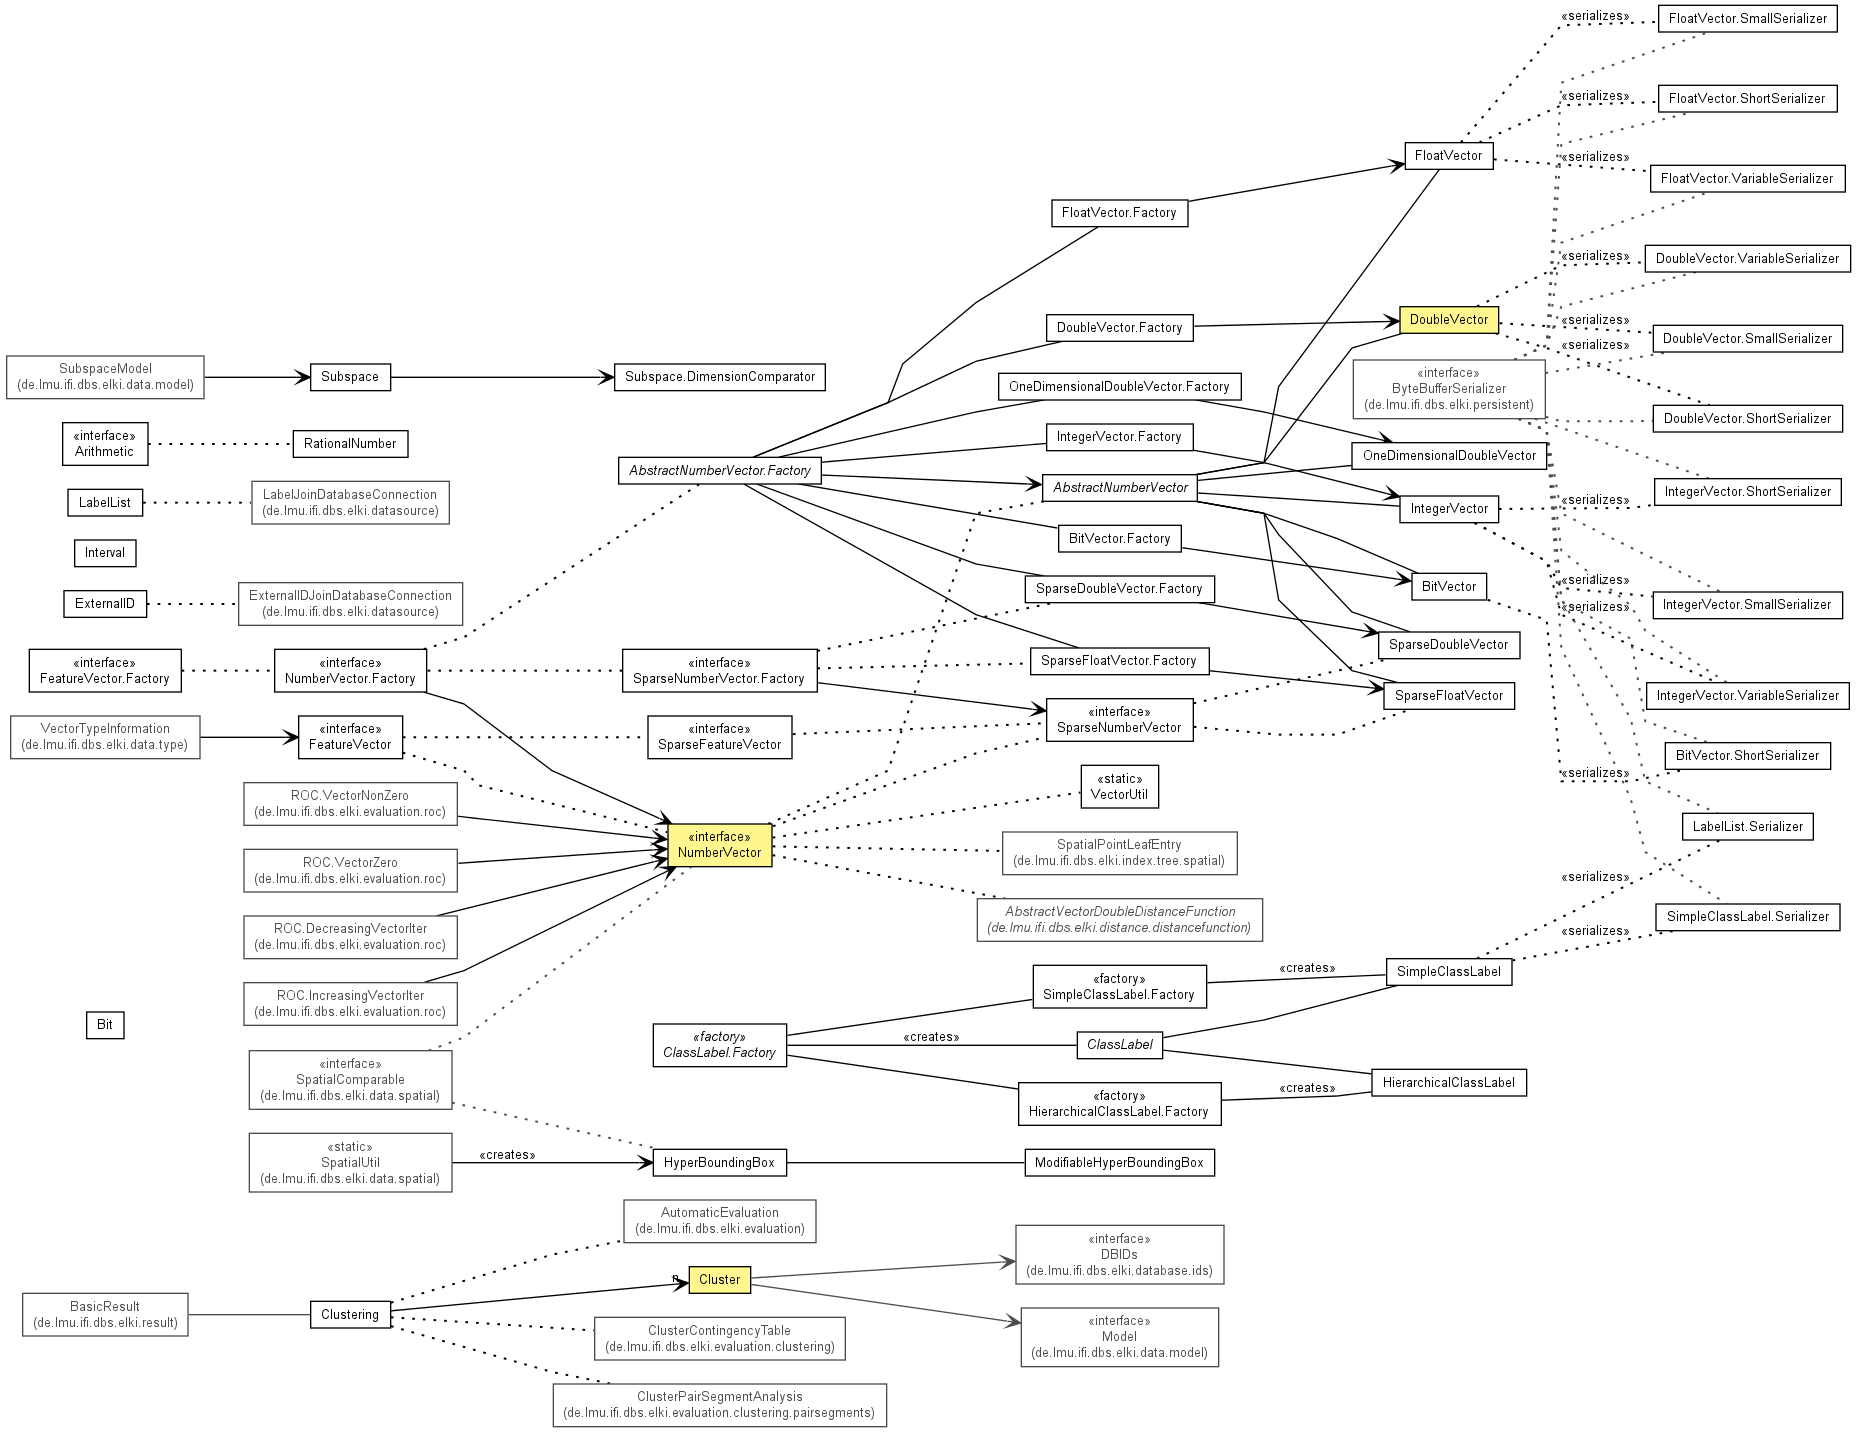 «serializes»
FloatVector.SmallSerializer
«serializes»
FloatVector.ShortSerializer
FloatVector
«serializes»
FloatVector.VariableSerializer
FloatVector.Factory
«serializes»
DoubleVector.VariableSerializer
DoubleVector.Factory
DoubleVector
«serializes»
DoubleVector.SmallSerializer
«serializes»
SubspaceModel
(de.lmu.ifi.dbs.elki.data.model)
Subspace
Subspace.DimensionComparator
OneDimensionalDoubleVector.Factory
«interface»
ByteBufferSerializer
(de.lmu.ifi.dbs.elki.persistent)
DoubleVector.ShortSerializer
«interface»
Arithmetic
RationalNumber
IntegerVector.Factory
OneDimensionalDoubleVector
AbstractNumberVector.Factory
AbstractNumberVector
LabelList
LabelJoinDatabaseConnection
(de.lmu.ifi.dbs.elki.datasource)
IntegerVector
«serializes»
IntegerVector.ShortSerializer
Interval
BitVector.Factory
ExternalID
ExternalIDJoinDatabaseConnection
(de.lmu.ifi.dbs.elki.datasource)
SparseDoubleVector.Factory
BitVector
«serializes»
«serializes»
IntegerVector.SmallSerializer
«interface»
FeatureVector.Factory
«interface»
NumberVector.Factory
«interface»
SparseNumberVector.Factory
SparseFloatVector.Factory
SparseDoubleVector
SparseFloatVector
IntegerVector.VariableSerializer
VectorTypeInformation
(de.lmu.ifi.dbs.elki.data.type)
«interface»
FeatureVector
«interface»
SparseFeatureVector
«interface»
SparseNumberVector
BitVector.ShortSerializer
«serializes»
ROC.VectorNonZero
(de.lmu.ifi.dbs.elki.evaluation.roc)
«static»
VectorUtil
LabelList.Serializer
«interface»
NumberVector
ROC.VectorZero
(de.lmu.ifi.dbs.elki.evaluation.roc)
SpatialPointLeafEntry
(de.lmu.ifi.dbs.elki.index.tree.spatial)
«serializes»
ROC.DecreasingVectorIter
(de.lmu.ifi.dbs.elki.evaluation.roc)
AbstractVectorDoubleDistanceFunction
(de.lmu.ifi.dbs.elki.distance.distancefunction)
SimpleClassLabel.Serializer
«serializes»
ROC.IncreasingVectorIter
(de.lmu.ifi.dbs.elki.evaluation.roc)
«factory»
SimpleClassLabel.Factory
«creates»
SimpleClassLabel
Bit
«factory»
ClassLabel.Factory
«creates»
ClassLabel
«interface»
SpatialComparable
(de.lmu.ifi.dbs.elki.data.spatial)
«factory»
HierarchicalClassLabel.Factory
«creates»
HierarchicalClassLabel
«static»
SpatialUtil
(de.lmu.ifi.dbs.elki.data.spatial)
«creates»
HyperBoundingBox
ModifiableHyperBoundingBox
AutomaticEvaluation
(de.lmu.ifi.dbs.elki.evaluation)
«interface»
DBIDs
(de.lmu.ifi.dbs.elki.database.ids)
n
Cluster
BasicResult
(de.lmu.ifi.dbs.elki.result)
Clustering
ClusterContingencyTable
(de.lmu.ifi.dbs.elki.evaluation.clustering)
«interface»
Model
(de.lmu.ifi.dbs.elki.data.model)
ClusterPairSegmentAnalysis
(de.lmu.ifi.dbs.elki.evaluation.clustering.pairsegments)